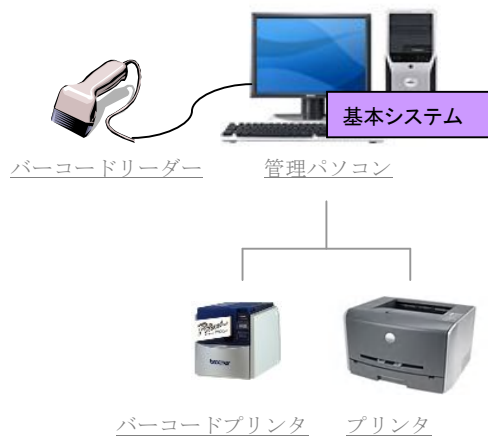 基本システム
バーコードリーダー
管理パソコン
brother
バーコードプリンタ
プリンタ